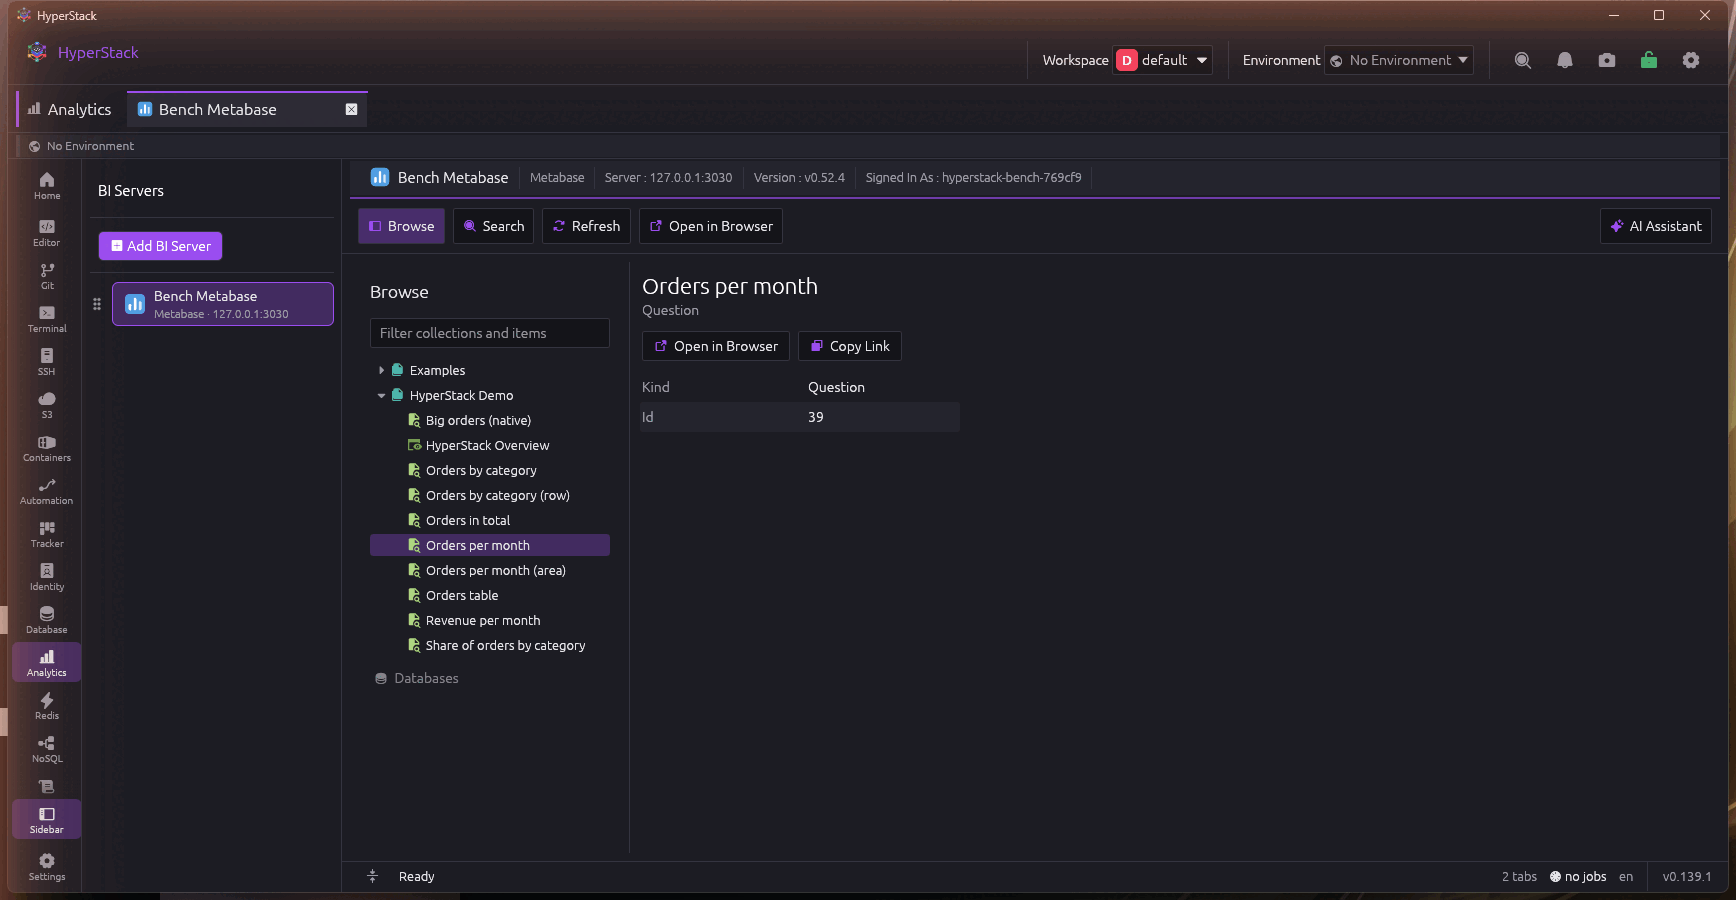 HyperStack
HyperStack
Workspace D default
Environment No Environment
Analytics
Bench Metabase
No Environment
Home
Editor
Git
Terminal
SSH
S3
Containers
Automation
Tracker
Identity
Database
Analytics
Redis
NoSQL
Sidebar
Settings
BI Servers
Add BI Server
Bench Metabase
Metabase · 127.0.0.1:3030
Bench Metabase Metabase Server : 127.0.0.1:3030 Version : v0.52.4 Signed In As : hyperstack-bench-769cf9
Browse Search Refresh Open in Browser AI Assistant
Browse
Filter collections and items
Examples
HyperStack Demo
Big orders (native)
HyperStack Overview
Orders by category
Orders by category (row)
Orders in total
Orders per month
Orders per month (area)
Orders table
Revenue per month
Share of orders by category
Databases
Orders per month
Question
Open in Browser Copy Link
Kind Question
Id 39
Ready
2 tabs no jobs en v0.139.1